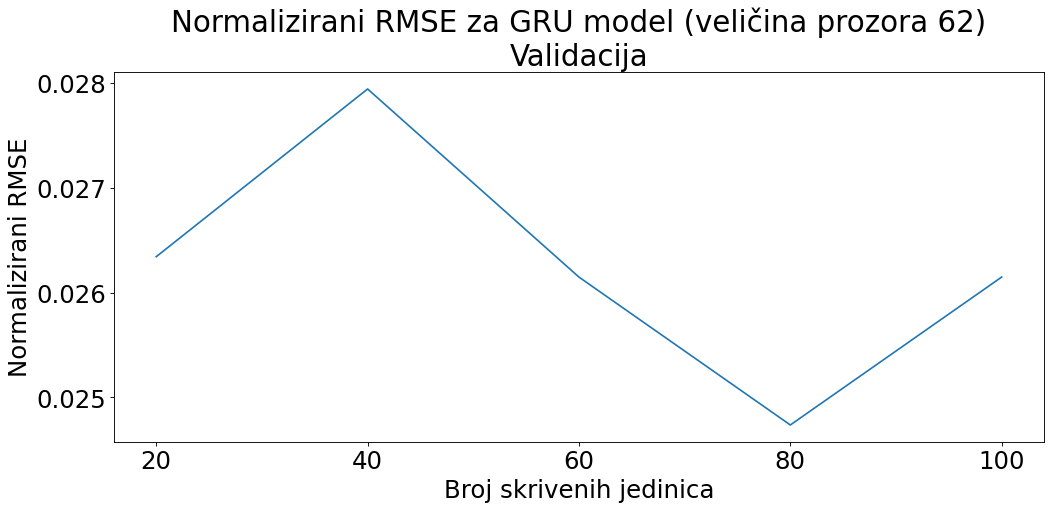 Normalizirani RMSE za GRU model (veličina prozora 62)
Validacija
0.028
0.027
0.026
0.025
Normalizirani RMSE
20 40 60 80 100
Broj skrivenih jedinica